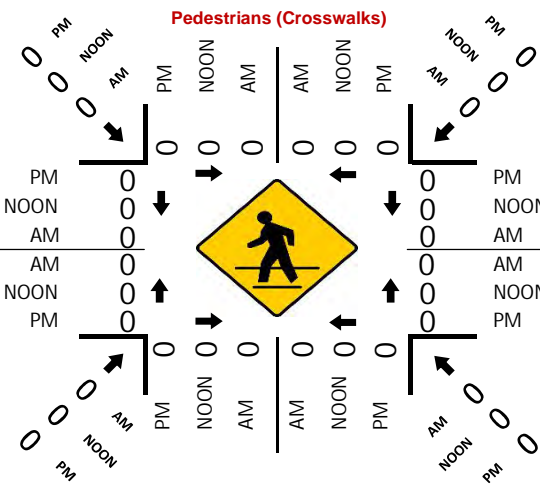 Pedestrians (Crosswalks)
0 PM 0 PM
0 NOON 0 NOON
0 AM 0 AM
PM NOON AM AM NOON PM
0 0 0 0 0 0
PM 0 0 PM
NOON 0 0 NOON
AM 0 0 AM
AM 0 0 AM
NOON 0 0 NOON
PM 0 0 PM
0 0 0 0 0 0
PM NOON AM AM NOON PM
0 AM AM 0
0 NOON NOON 0
0 PM PM 0